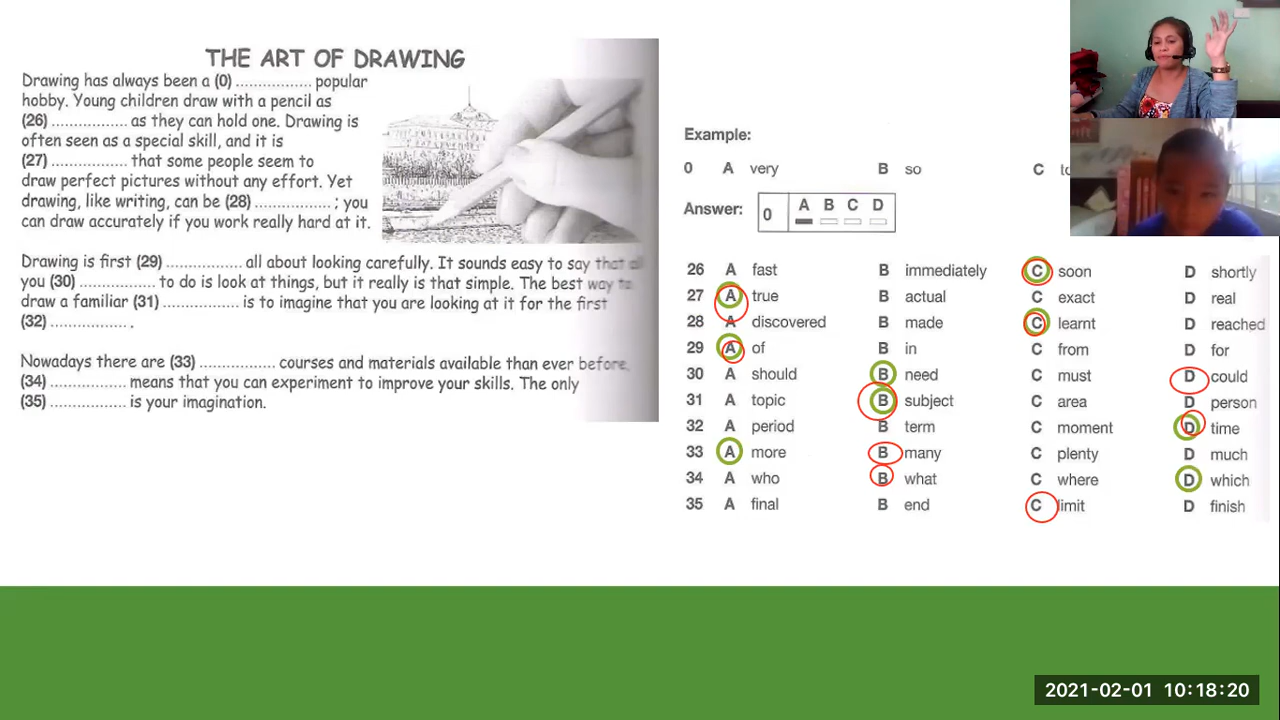 THE ART OF DRAWING
Drawing has always been a (0) ................ popular
hobby. Young children draw with a pencil as
(26) ................ as they can hold one. Drawing is
often seen as a special skill, and it is
(27) ................ that some people seem to
draw perfect pictures without any effort. Yet
drawing, like writing, can be (28) ................ ; you
can draw accurately if you work really hard at it.
Drawing is first (29) ................ all about looking carefully. It sounds easy to say that all
you (30) ................ to do is look at things, but it really is that simple. The best way to
draw a familiar (31) ................ is to imagine that you are looking at it for the first
(32) ................ .
Nowadays there are (33) ................ courses and materials available than ever before.
(34) ................ means that you can experiment to improve your skills. The only
(35) ................ is your imagination.
Example:
0 A very B so C
Answer: 0 A B C D
26 A fast B immediately C soon D shortly
27 A true B actual C exact D real
28 A discovered B made C learnt D reached
29 A of B in C from D for
30 A should B need C must D could
31 A topic B subject C area D person
32 A period B term C moment D time
33 A more B many C plenty D much
34 A who B what C where D which
35 A final B end C limit D finish
2021-02-01 10:18:20